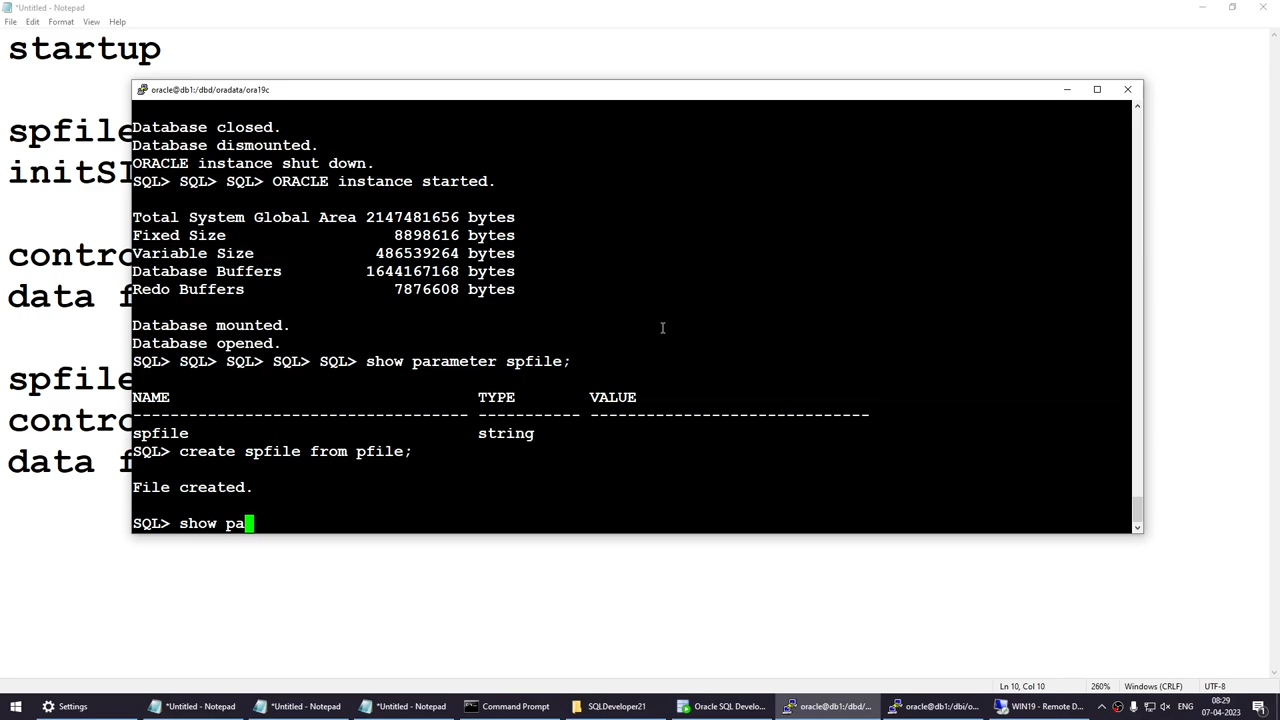 *Untitled - Notepad
File Edit Format View Help
startup
spfile
initSI
contro
data f
spfile
contro
data f
oracle@db1:/dbd/oradata/ora19c
Database closed.
Database dismounted.
ORACLE instance shut down.
SQL> SQL> SQL> ORACLE instance started.
Total System Global Area 2147481656 bytes
Fixed Size 8898616 bytes
Variable Size 486539264 bytes
Database Buffers 1644167168 bytes
Redo Buffers 7876608 bytes
Database mounted.
Database opened.
SQL> SQL> SQL> SQL> SQL> show parameter spfile;
NAME TYPE VALUE
------------------------------------ ----------- ------------------------------
spfile string
SQL> create spfile from pfile;
File created.
SQL> show pa
Ln 10, Col 10 260% Windows (CRLF) UTF-8
Settings *Untitled - Notepad *Untitled - Notepad *Untitled - Notepad Command Prompt SQLDeveloper21 Oracle SQL Develo... oracle@db1:/dbd/... oracle@db1:/dbi/o... WIN19 - Remote D... ENG 08:29
07-04-2023